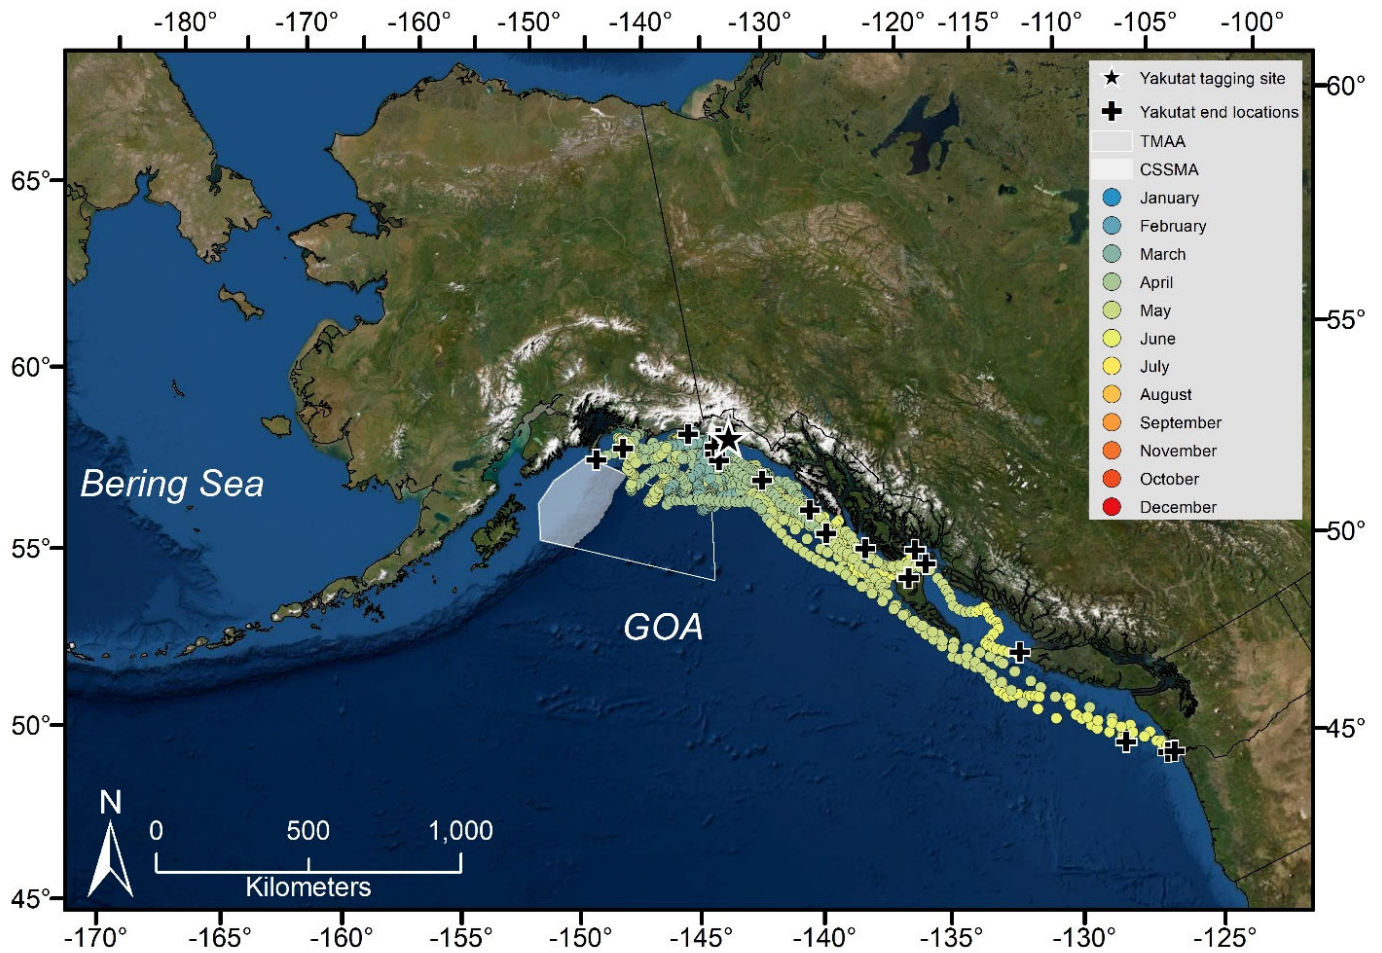 -180° -170° -160° -150° -140° -130° -120° -115° -110° -105° -100°
Yakutat tagging site
Yakutat end locations
TMAA
CSSMA
January
February
March
April
May
June
July
August
September
November
October
December
65°
60°
55°
50°
45°
60°
55°
50°
45°
Bering Sea
GOA
N
0 500 1,000
Kilometers
-170° -165° -160° -155° -150° -145° -140° -135° -130° -125°